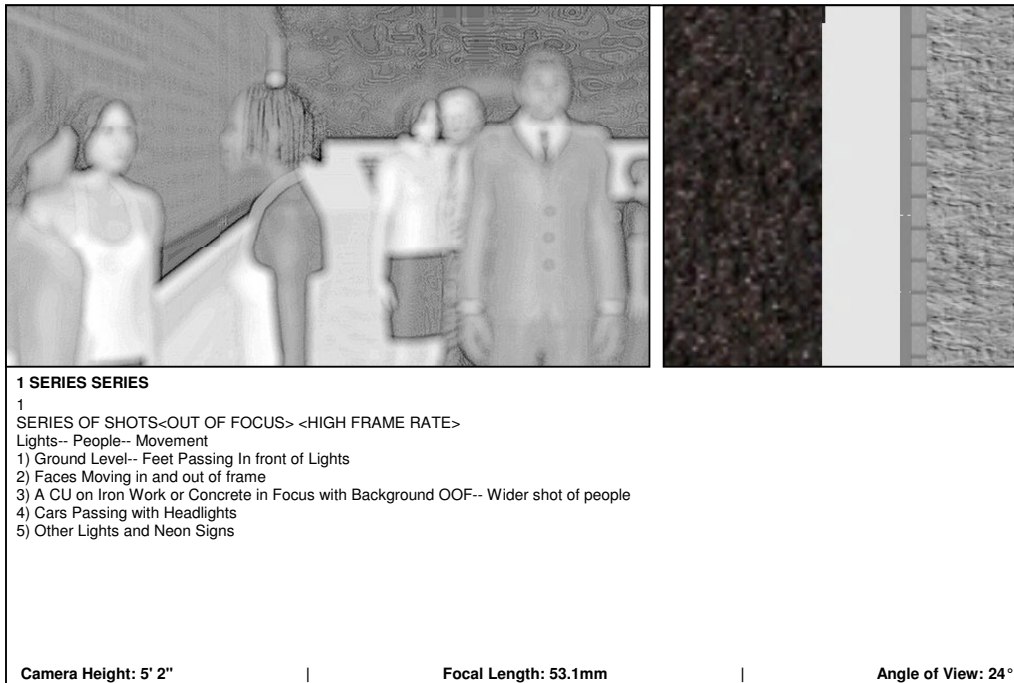 1 SERIES SERIES
1
SERIES OF SHOTS<OUT OF FOCUS> <HIGH FRAME RATE>
Lights-- People-- Movement
1) Ground Level-- Feet Passing In front of Lights
2) Faces Moving in and out of frame
3) A CU on Iron Work or Concrete in Focus with Background OOF-- Wider shot of people
4) Cars Passing with Headlights
5) Other Lights and Neon Signs
Camera Height: 5' 2" | Focal Length: 53.1mm | Angle of View: 24°